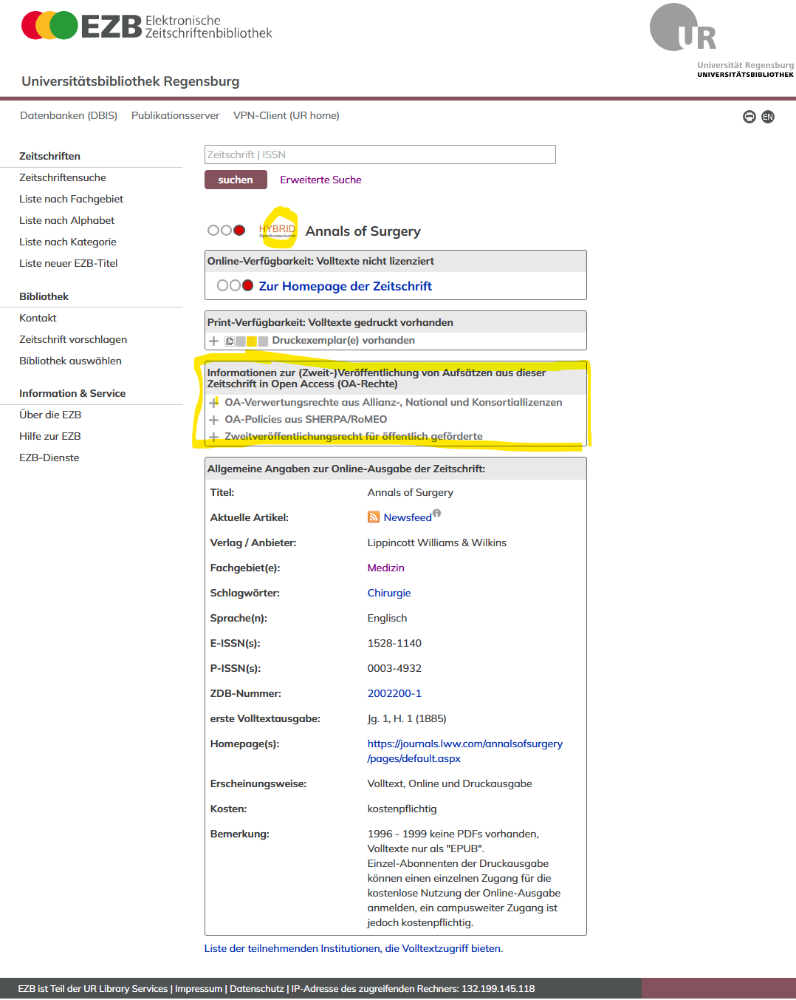 EZB Elektronische
Zeitschriftenbibliothek
UR
Universität Regensburg
UNIVERSITÄTSBIBLIOTHEK
Universitätsbibliothek Regensburg
Datenbanken (DBIS) Publikationsserver VPN-Client (UR home)
EN
Zeitschriften
Zeitschriftensuche
Liste nach Fachgebiet
Liste nach Alphabet
Liste nach Kategorie
Liste neuer EZB-Titel
Bibliothek
Kontakt
Zeitschrift vorschlagen
Bibliothek auswählen
Information & Service
Über die EZB
Hilfe zur EZB
EZB-Dienste
Zeitschrift | ISSN
suchen Erweiterte Suche
HYBRID
OpenAccessJournal
Annals of Surgery
Online-Verfügbarkeit: Volltexte nicht lizenziert
Zur Homepage der Zeitschrift
Print-Verfügbarkeit: Volltexte gedruckt vorhanden
Druckexemplar(e) vorhanden
Informationen zur (Zweit-)Veröffentlichung von Aufsätzen aus dieser
Zeitschrift in Open Access (OA-Rechte)
OA-Verwertungsrechte aus Allianz-, National und Konsortiallizenzen
OA-Policies aus SHERPA/RoMEO
Zweitveröffentlichungsrecht für öffentlich geförderte
Allgemeine Angaben zur Online-Ausgabe der Zeitschrift:
Titel: Annals of Surgery
Aktuelle Artikel: Newsfeed
Verlag / Anbieter: Lippincott Williams & Wilkins
Fachgebiet(e): Medizin
Schlagwörter: Chirurgie
Sprache(n): Englisch
E-ISSN(s): 1528-1140
P-ISSN(s): 0003-4932
ZDB-Nummer: 2002200-1
erste Volltextausgabe: Jg. 1, H. 1 (1885)
Homepage(s): https://journals.lww.com/annalsofsurgery
/pages/default.aspx
Erscheinungsweise: Volltext, Online und Druckausgabe
Kosten: kostenpflichtig
Bemerkung: 1996 - 1999 keine PDFs vorhanden,
Volltexte nur als "EPUB".
Einzel-Abonnenten der Druckausgabe
können einen einzelnen Zugang für die
kostenlose Nutzung der Online-Ausgabe
anmelden, ein campusweiter Zugang ist
jedoch kostenpflichtig.
Liste der teilnehmenden Institutionen, die Volltextzugriff bieten.
EZB ist Teil der UR Library Services | Impressum | Datenschutz | IP-Adresse des zugreifenden Rechners: 132.199.145.118